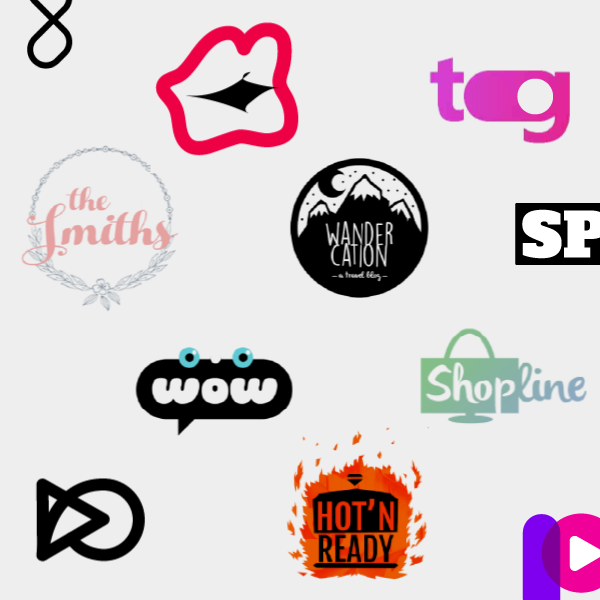 tog
the
Smiths
WANDER
CATION
– a travel blog –
SP
wow
Shopline
HOT'N
READY